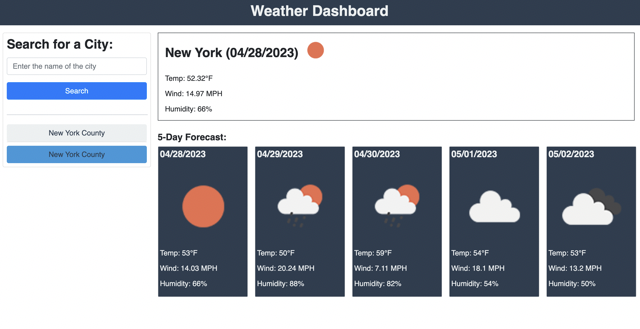 Weather Dashboard
Search for a City:
Enter the name of the city
Search
New York County
New York County
New York (04/28/2023)
Temp: 52.32°F
Wind: 14.97 MPH
Humidity: 66%
5-Day Forecast:
04/28/2023
Temp: 53°F
Wind: 14.03 MPH
Humidity: 66%
04/29/2023
Temp: 50°F
Wind: 20.24 MPH
Humidity: 88%
04/30/2023
Temp: 59°F
Wind: 7.11 MPH
Humidity: 82%
05/01/2023
Temp: 54°F
Wind: 18.1 MPH
Humidity: 54%
05/02/2023
Temp: 53°F
Wind: 13.2 MPH
Humidity: 50%